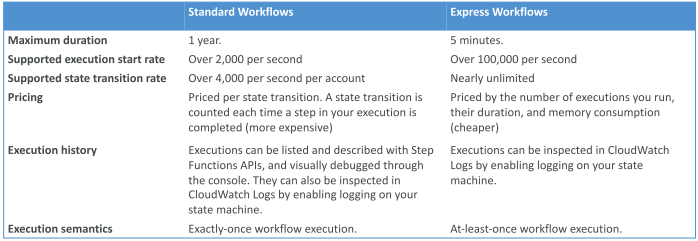 Standard Workflows Express Workflows
Maximum duration 1 year. 5 minutes.
Supported execution start rate Over 2,000 per second Over 100,000 per second
Supported state transition rate Over 4,000 per second per account Nearly unlimited
Pricing Priced per state transition. A state transition is Priced by the number of executions you run,
counted each time a step in your execution is their duration, and memory consumption
completed (more expensive) (cheaper)
Execution history Executions can be listed and described with Step Executions can be inspected in CloudWatch
Functions APIs, and visually debugged through Logs by enabling logging on your state
the console. They can also be inspected in machine.
CloudWatch Logs by enabling logging on your
state machine.
Execution semantics Exactly-once workflow execution. At-least-once workflow execution.